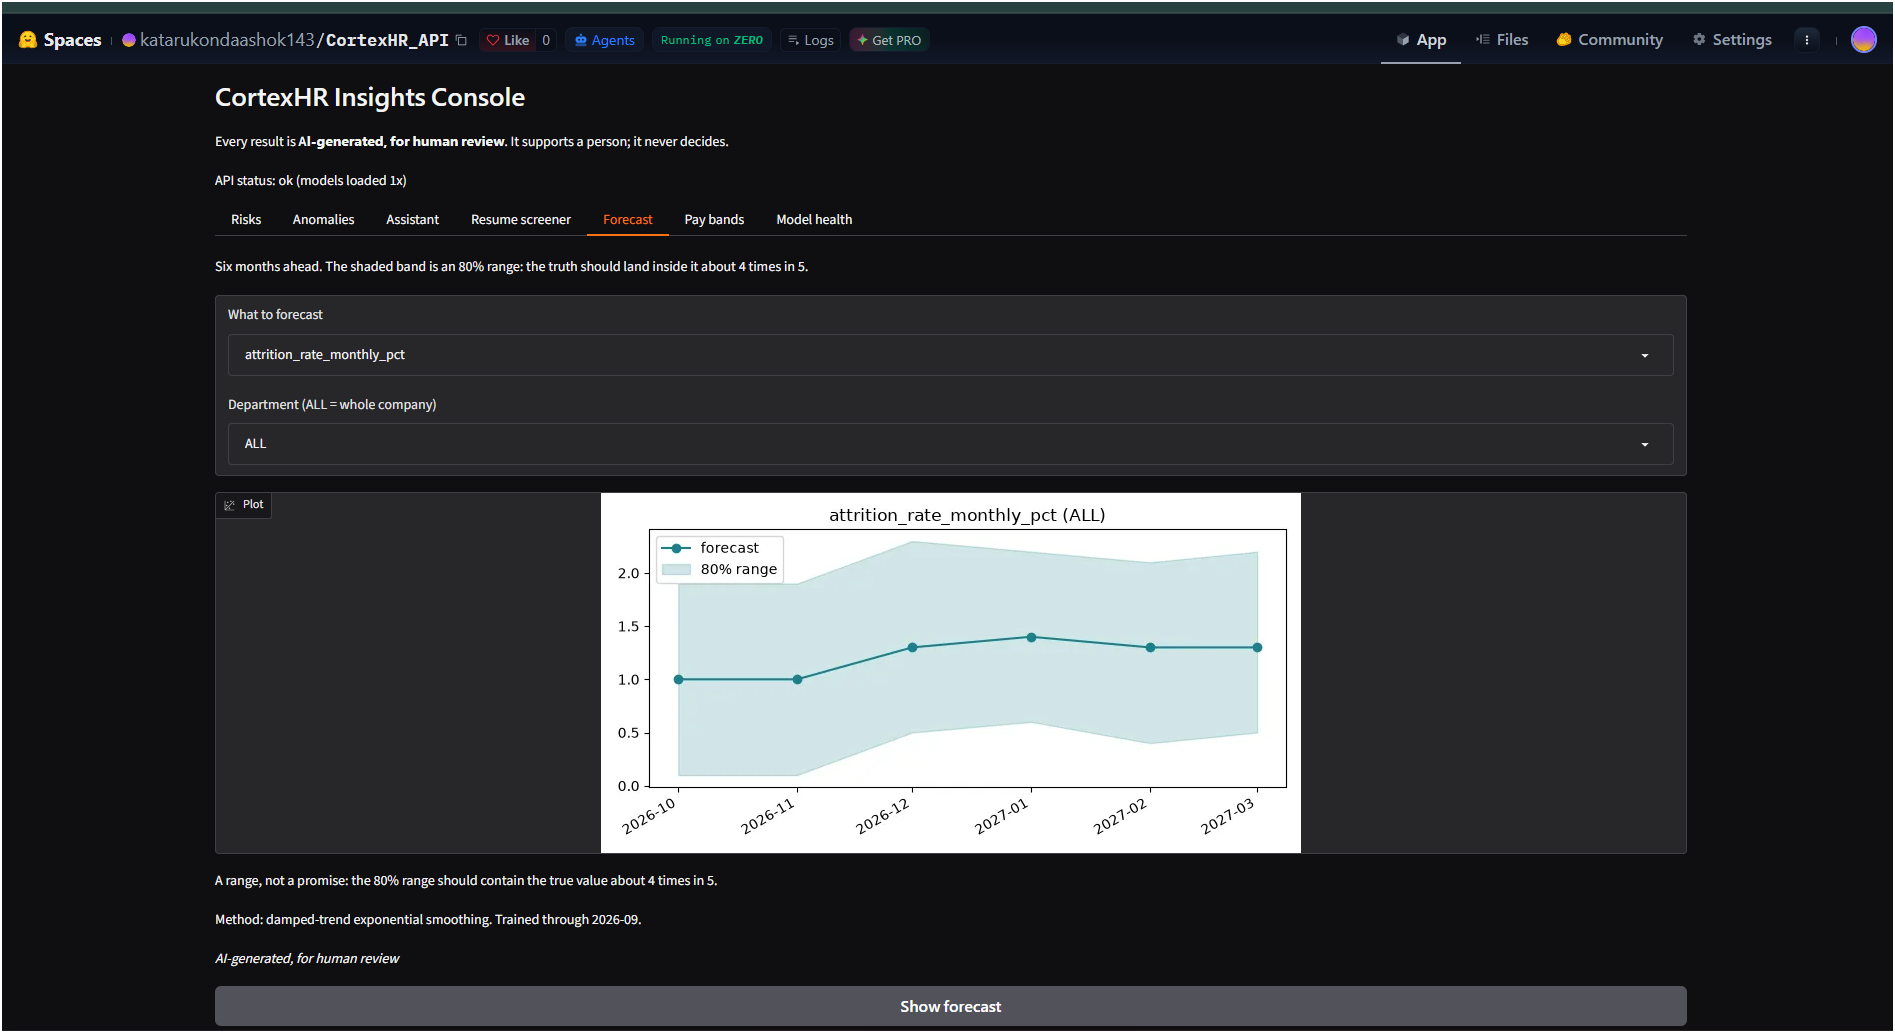 Spaces katarukondaashok143/CortexHR_API Like 0 Agents Running on ZERO Logs Get PRO App Files Community Settings
CortexHR Insights Console
Every result is AI-generated, for human review. It supports a person; it never decides.
API status: ok (models loaded 1x)
Risks Anomalies Assistant Resume screener Forecast Pay bands Model health
Six months ahead. The shaded band is an 80% range: the truth should land inside it about 4 times in 5.
What to forecast
attrition_rate_monthly_pct
Department (ALL = whole company)
ALL
Plot
attrition_rate_monthly_pct (ALL)
forecast
80% range
2.0
1.5
1.0
0.5
0.0
2026-10 2026-11 2026-12 2027-01 2027-02 2027-03
A range, not a promise: the 80% range should contain the true value about 4 times in 5.
Method: damped-trend exponential smoothing. Trained through 2026-09.
AI-generated, for human review
Show forecast